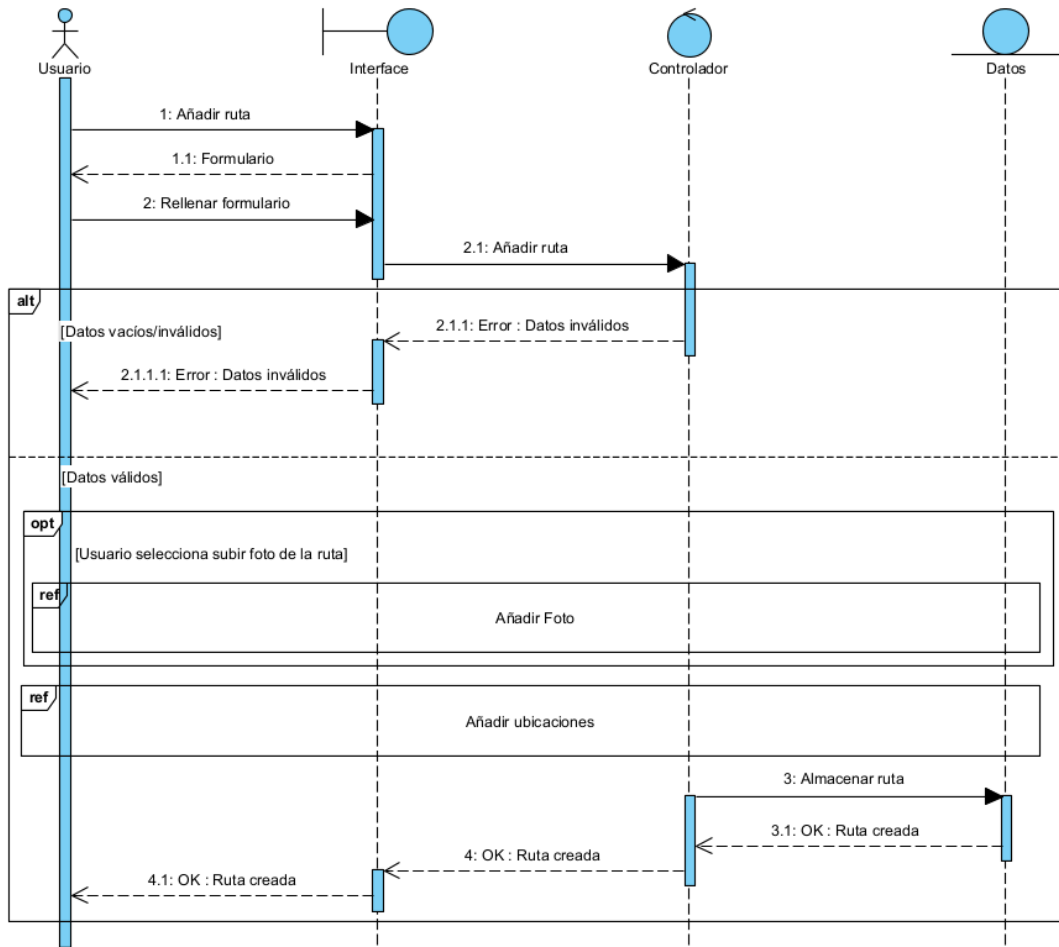 Usuario
Interface
Controlador
Datos
1: Añadir ruta
1.1: Formulario
2: Rellenar formulario
2.1: Añadir ruta
alt
[Datos vacíos/inválidos]
2.1.1: Error : Datos inválidos
2.1.1.1: Error : Datos inválidos
[Datos válidos]
opt
[Usuario selecciona subir foto de la ruta]
ref
Añadir Foto
ref
Añadir ubicaciones
3: Almacenar ruta
3.1: OK : Ruta creada
4: OK : Ruta creada
4.1: OK : Ruta creada